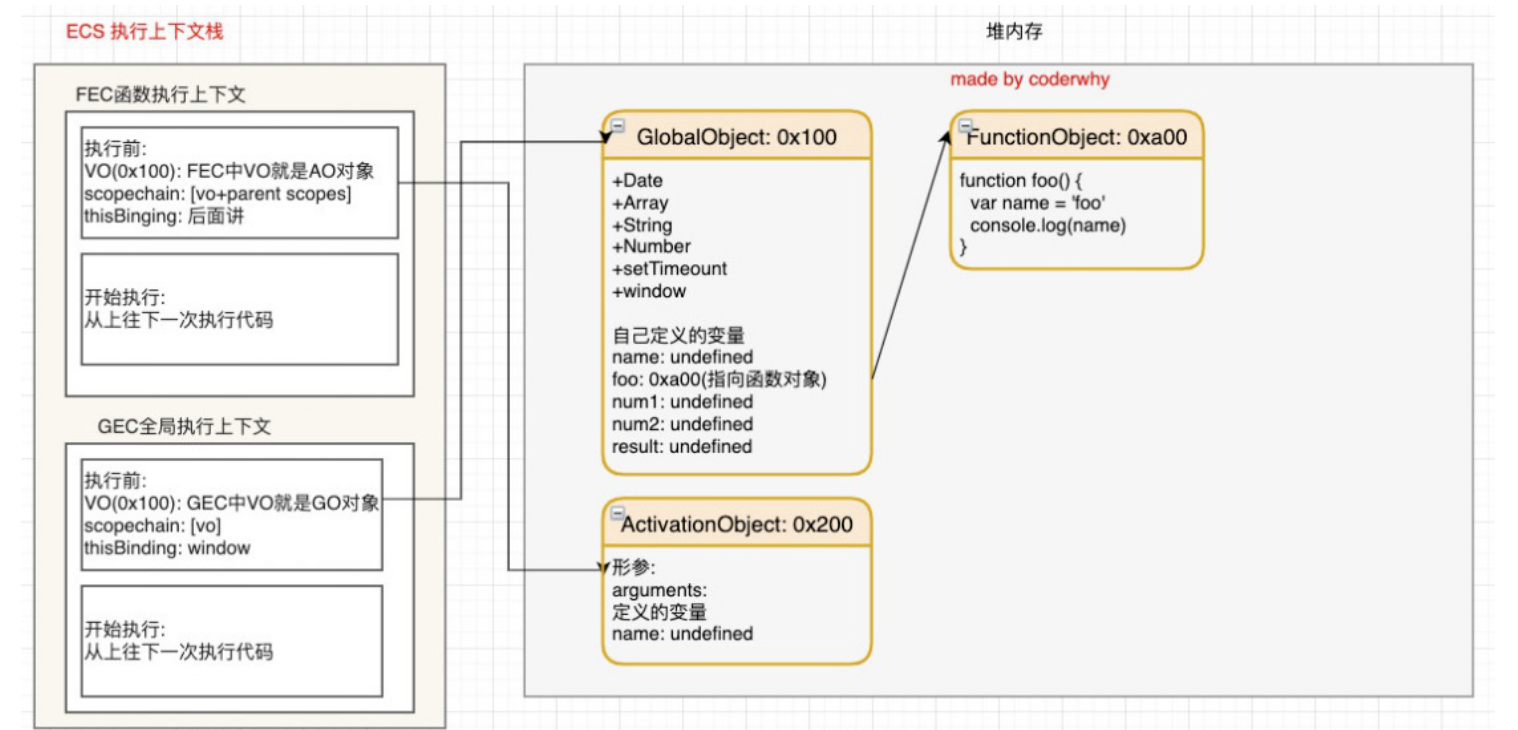 ECS 执行上下文栈
FEC函数执行上下文
执行前:
VO(0x100): FEC中VO就是AO对象
scopechain: [vo+parent scopes]
thisBinging: 后面讲
开始执行:
从上往下一次执行代码
GEC全局执行上下文
执行前:
VO(0x100): GEC中VO就是GO对象
scopechain: [vo]
thisBinding: window
开始执行:
从上往下一次执行代码
堆内存
made by coderwhy
GlobalObject: 0x100
+Date
+Array
+String
+Number
+setTimeount
+window
自己定义的变量
name: undefined
foo: 0xa00(指向函数对象)
num1: undefined
num2: undefined
result: undefined
FunctionObject: 0xa00
function foo() {
var name = 'foo'
console.log(name)
}
ActivationObject: 0x200
形参:
arguments:
定义的变量
name: undefined